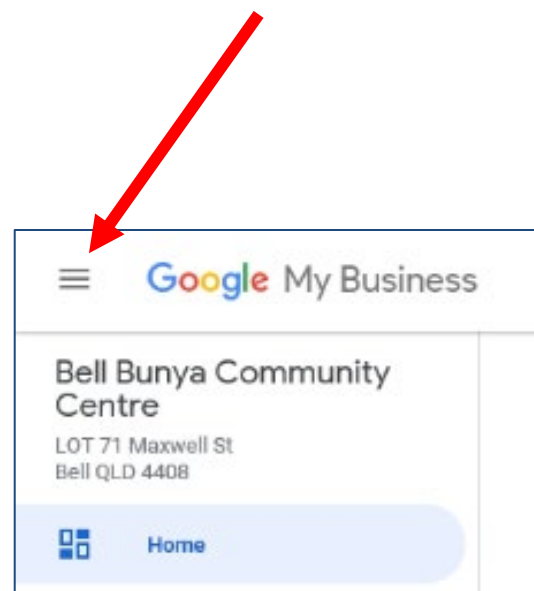 Google My Business
Bell Bunya Community
Centre
LOT 71 Maxwell St
Bell QLD 4408
Home